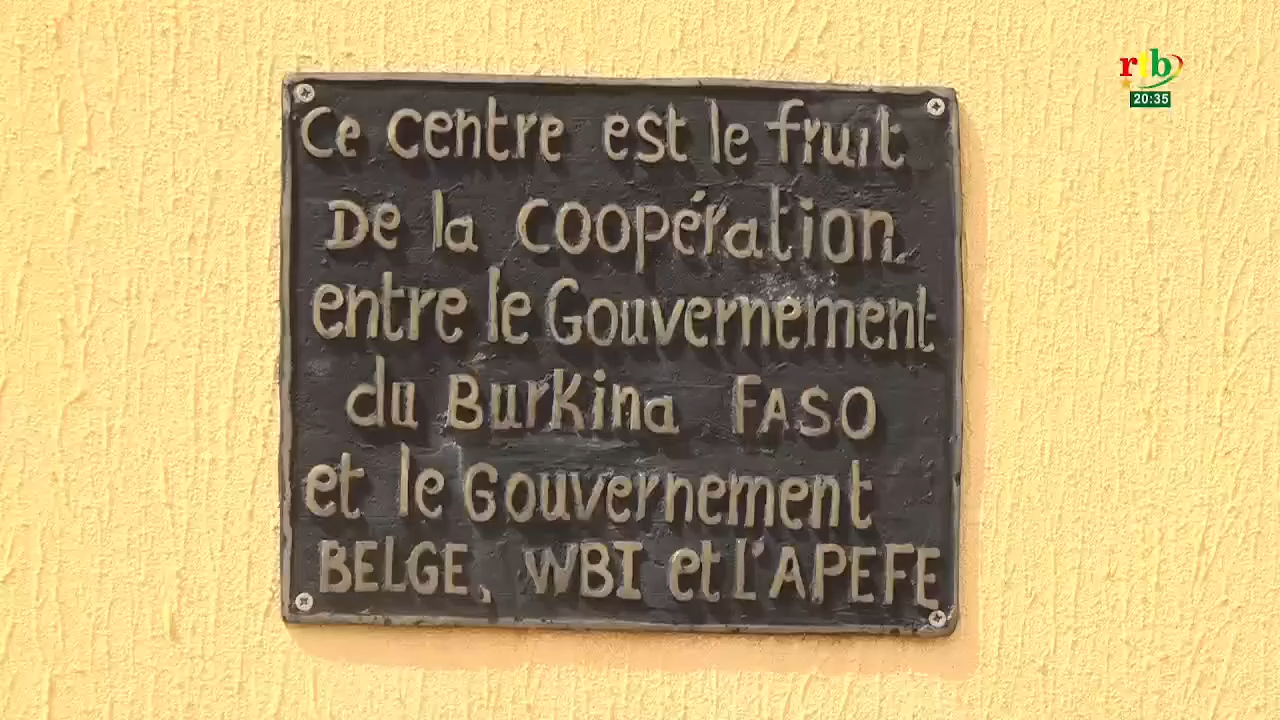 rtb
20:35
Ce centre est le fruit
De la coopération
entre le Gouvernement
du Burkina FASO
et le Gouvernement
BELGE, WBI et L'APEFE